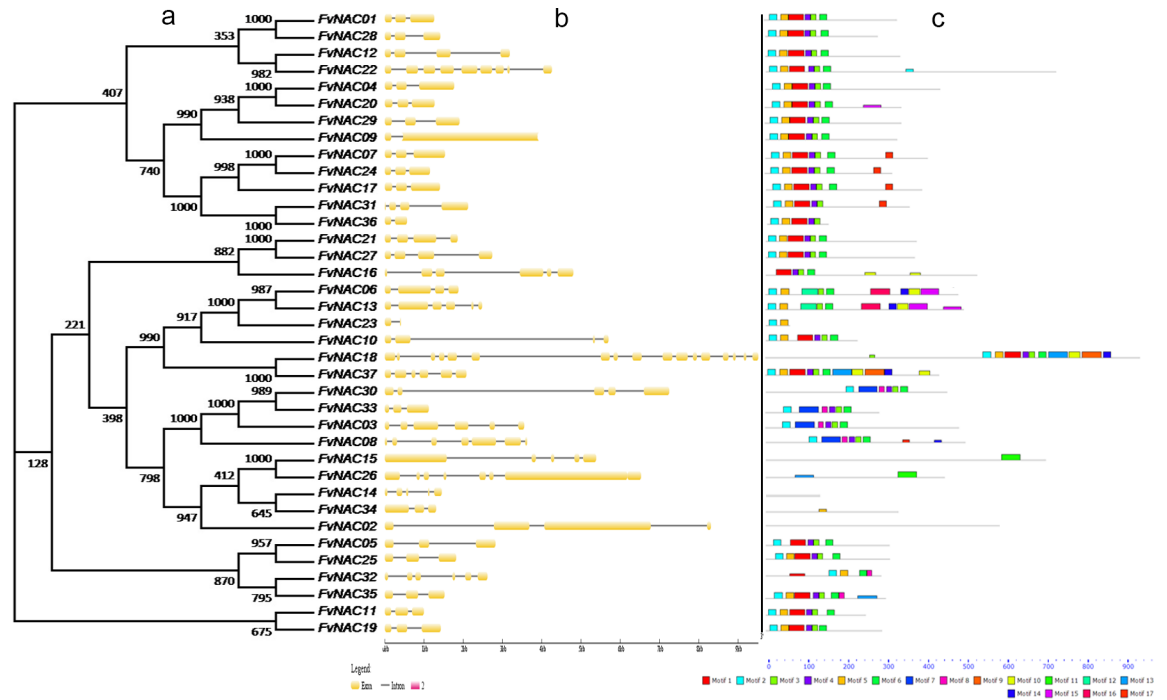 a b c
1000 FvNAC01
353 FvNAC28
FvNAC12
982 FvNAC22
407
1000 FvNAC04
938 FvNAC20
990 FvNAC29
FvNAC09
740
1000 FvNAC07
998 FvNAC24
FvNAC17
1000 FvNAC31
1000 FvNAC36
1000 FvNAC21
882 FvNAC27
FvNAC16
221
987 FvNAC06
1000 FvNAC13
917 FvNAC23
990 FvNAC10
FvNAC18
1000 FvNAC37
398
989 FvNAC30
1000 FvNAC33
1000 FvNAC03
FvNAC08
798
128
1000 FvNAC15
412 FvNAC26
FvNAC14
645 FvNAC34
947 FvNAC02
957 FvNAC05
FvNAC25
870 FvNAC32
795 FvNAC35
FvNAC11
675 FvNAC19
Legend
Exon Intron 2
0 100 200 300 400 500 600 700 800 900
Motif 1 Motif 2 Motif 3 Motif 4 Motif 5 Motif 6 Motif 7 Motif 8 Motif 9 Motif 10 Motif 11 Motif 12 Motif 13
Motif 14 Motif 15 Motif 16 Motif 17